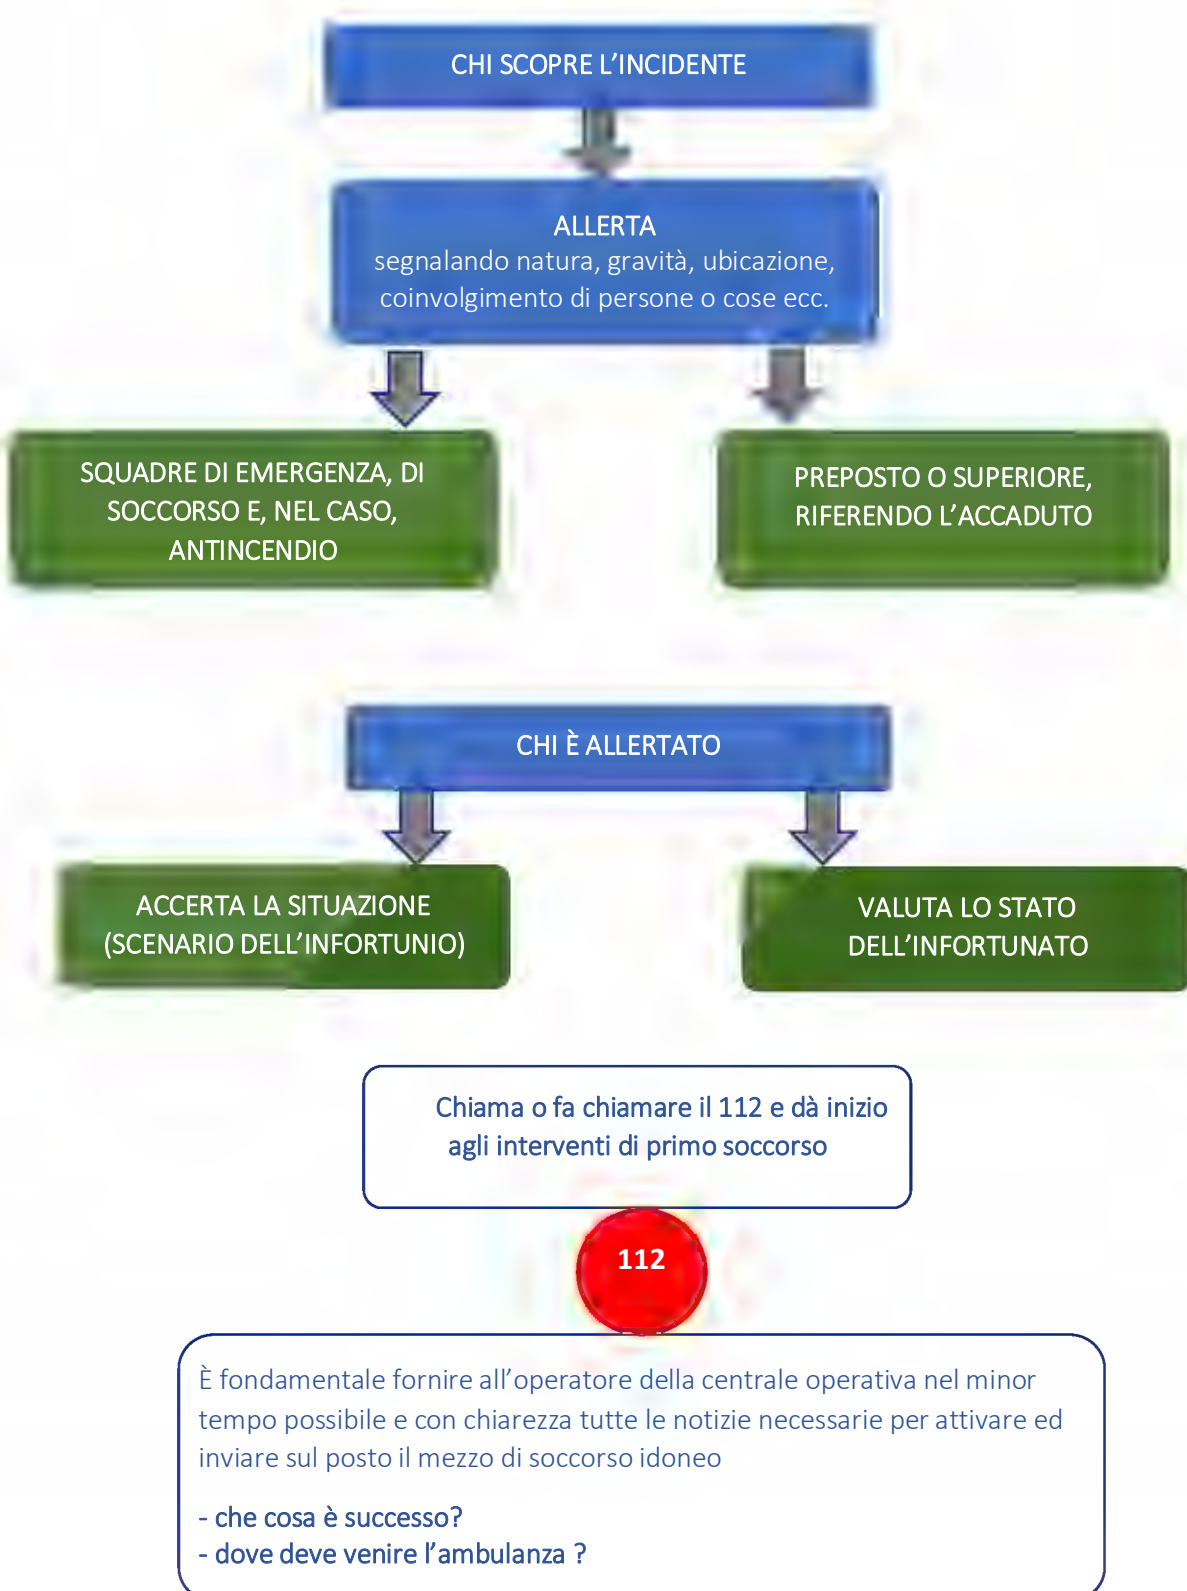 CHI SCOPRE L'INCIDENTE
ALLERTA
segnalando natura, gravità, ubicazione,
coinvolgimento di persone o cose ecc.
SQUADRE DI EMERGENZA, DI
SOCCORSO E, NEL CASO,
ANTINCENDIO
PREPOSTO O SUPERIORE,
RIFERENDO L'ACCADUTO
CHI È ALLERTATO
ACCERTA LA SITUAZIONE
(SCENARIO DELL'INFORTUNIO)
VALUTA LO STATO
DELL'INFORTUNATO
Chiama o fa chiamare il 112 e dà inizio
agli interventi di primo soccorso
112
È fondamentale fornire all'operatore della centrale operativa nel minor
tempo possibile e con chiarezza tutte le notizie necessarie per attivare ed
inviare sul posto il mezzo di soccorso idoneo
- che cosa è successo?
- dove deve venire l'ambulanza ?